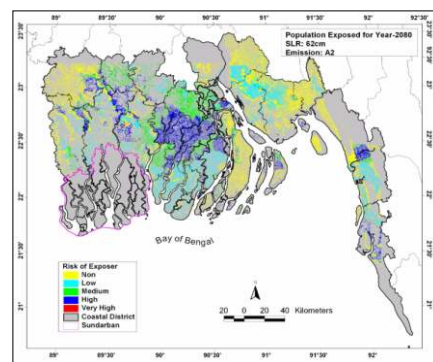 89° 89°30' 90° 90°30' 91° 91°30' 92°
Population Exposed for Year-2080
SLR: 62cm
Emission: A2
23°30'
23°
22°30'
22°
21°30'
21°
Bay of Bengal
Risk of Exposer
Non
Low
Medium
High
Very High
Coastal District
Sundarban
20 0 20 40 Kilometers
89° 89°30' 90° 90°30' 91° 91°30' 92°